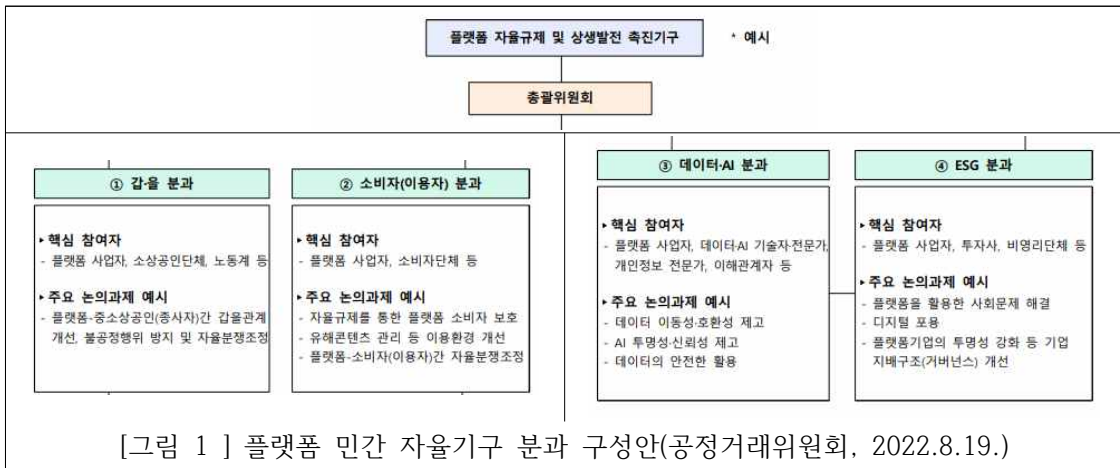 플랫폼 자율규제 및 상생발전 촉진기구
* 예시
총괄위원회
① 갑·을 분과
▸ 핵심 참여자
- 플랫폼 사업자, 소상공인단체, 노동계 등
▸ 주요 논의과제 예시
- 플랫폼-중소상공인(종사자)간 갑을관계
개선, 불공정행위 방지 및 자율분쟁조정
② 소비자(이용자) 분과
▸ 핵심 참여자
- 플랫폼 사업자, 소비자단체 등
▸ 주요 논의과제 예시
- 자율규제를 통한 플랫폼 소비자 보호
- 유해콘텐츠 관리 등 이용환경 개선
- 플랫폼-소비자(이용자)간 자율분쟁조정
③ 데이터·AI 분과
▸ 핵심 참여자
- 플랫폼 사업자, 데이터·AI 기술자·전문가,
개인정보 전문가, 이해관계자 등
▸ 주요 논의과제 예시
- 데이터 이동성·호환성 제고
- AI 투명성·신뢰성 제고
- 데이터의 안전한 활용
④ ESG 분과
▸ 핵심 참여자
- 플랫폼 사업자, 투자사, 비영리단체 등
▸ 주요 논의과제 예시
- 플랫폼을 활용한 사회문제 해결
- 디지털 포용
- 플랫폼기업의 투명성 강화 등 기업
지배구조(거버넌스) 개선
[그림 1 ] 플랫폼 민간 자율기구 분과 구성안(공정거래위원회, 2022.8.19.)